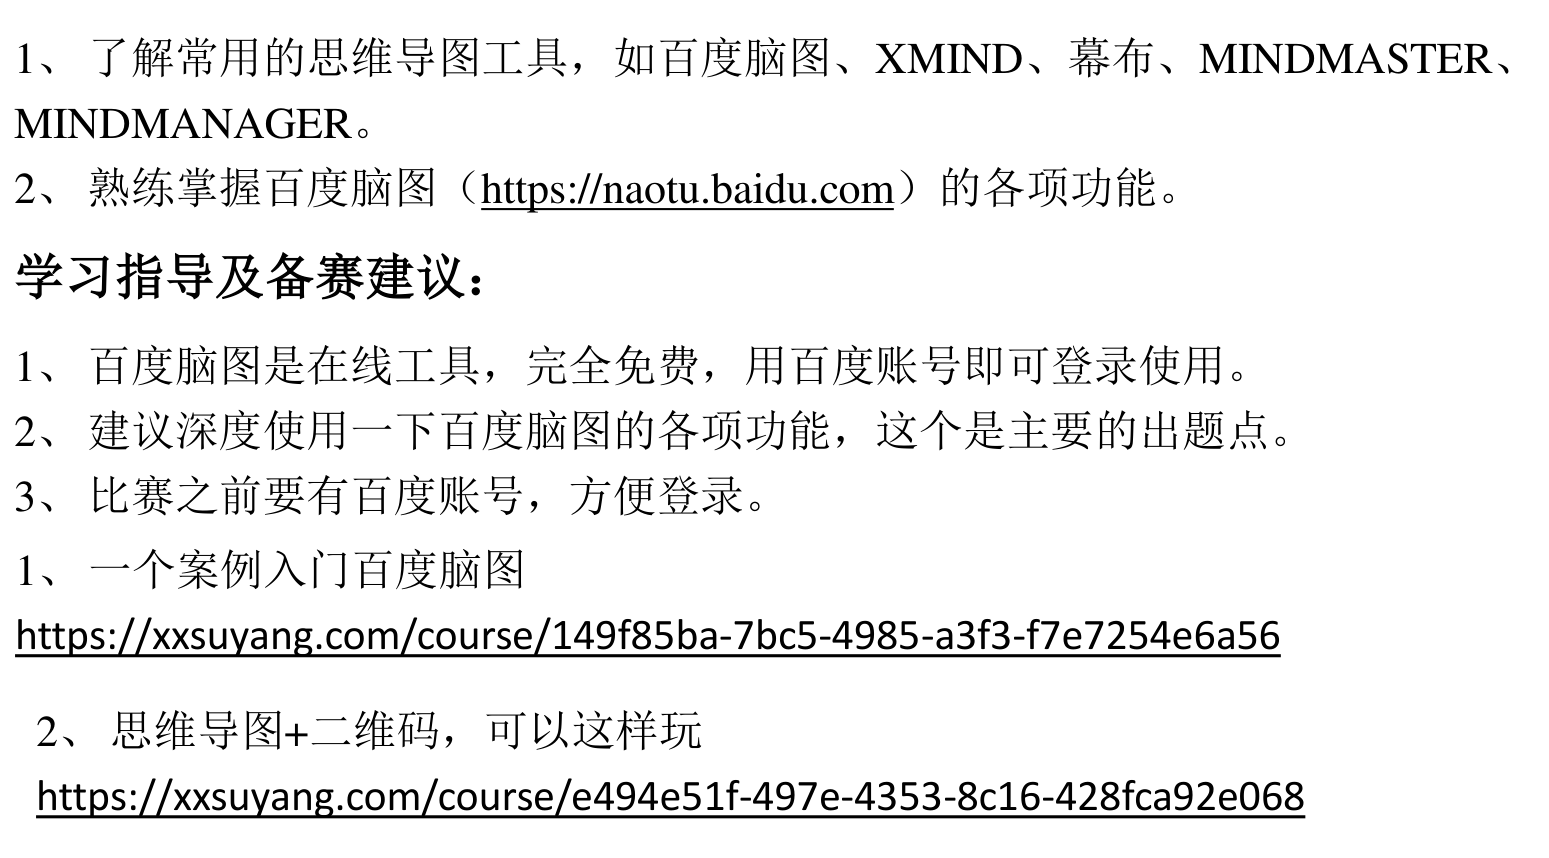 1、 了解常用的思维导图工具，如百度脑图、XMIND、幕布、MINDMASTER、
MINDMANAGER。
2、 熟练掌握百度脑图（https://naotu.baidu.com）的各项功能。
学习指导及备赛建议：
1、 百度脑图是在线工具，完全免费，用百度账号即可登录使用。
2、 建议深度使用一下百度脑图的各项功能，这个是主要的出题点。
3、 比赛之前要有百度账号，方便登录。
1、 一个案例入门百度脑图
https://xxsuyang.com/course/149f85ba-7bc5-4985-a3f3-f7e7254e6a56
2、 思维导图+二维码，可以这样玩
https://xxsuyang.com/course/e494e51f-497e-4353-8c16-428fca92e068